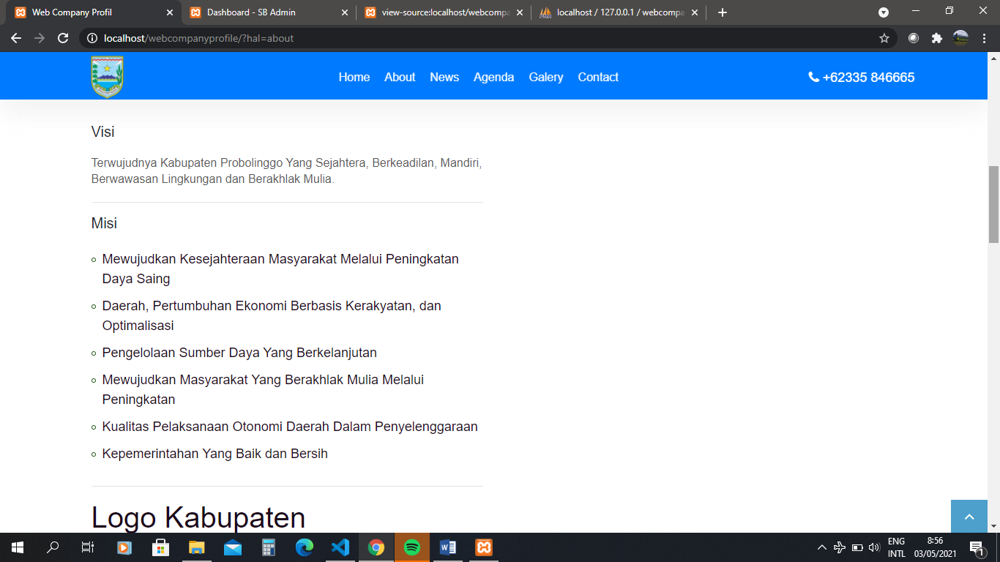 Web Company Profil
Dashboard - SB Admin
view-source:localhost/webcompa
localhost / 127.0.0.1 / webcompa
localhost/webcompanyprofile/?hal=about
Home About News Agenda Galery Contact
+62335 846665
Visi
Terwujudnya Kabupaten Probolinggo Yang Sejahtera, Berkeadilan, Mandiri,
Berwawasan Lingkungan dan Berakhlak Mulia.
Misi
Mewujudkan Kesejahteraan Masyarakat Melalui Peningkatan
Daya Saing
Daerah, Pertumbuhan Ekonomi Berbasis Kerakyatan, dan
Optimalisasi
Pengelolaan Sumber Daya Yang Berkelanjutan
Mewujudkan Masyarakat Yang Berakhlak Mulia Melalui
Peningkatan
Kualitas Pelaksanaan Otonomi Daerah Dalam Penyelenggaraan
Kepemerintahan Yang Baik dan Bersih
Logo Kabupaten
ENG
INTL
8:56
03/05/2021
1